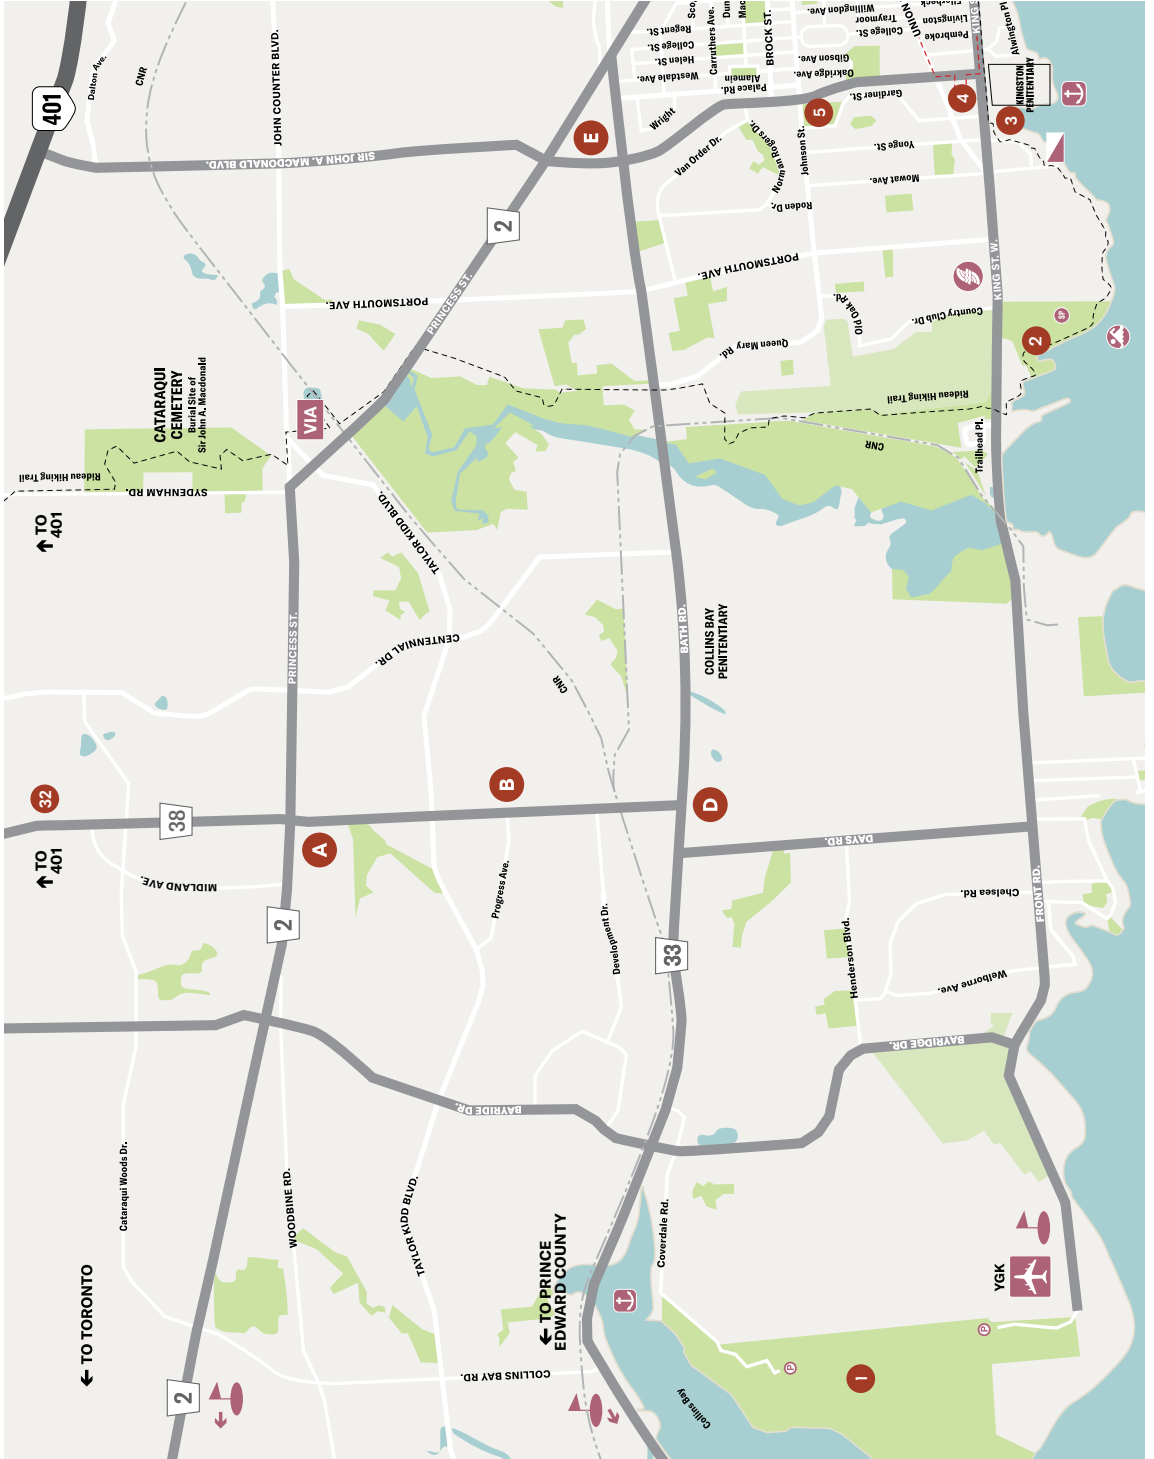 401
Dalton Ave.
CNR
JOHN COUNTER BLVD.
SIR JOHN A. MACDONALD BLVD.
E
2
PRINCESS ST.
PORTSMOUTH AVE.
CATARAQUI
CEMETERY
Burial Site of
Sir John A. Macdonald
VIA
Rideau Hiking Trail
SYDENHAM RD.
TO
401
TAYLOR KIDD BLVD.
PRINCESS ST.
CENTENNIAL DR.
CNR
32
38
TO
401
MIDLAND AVE.
A
B
2
Progress Ave.
Development Dr.
D
33
BATH RD.
COLLINS BAY
PENITENTIARY
DAYS RD.
Chelsea Rd.
FRONT RD.
Henderson Blvd.
Welborne Ave.
BAYRIDGE DR.
BAYRIDE DR.
Cataraqui Woods Dr.
WOODBINE RD.
TAYLOR KIDD BLVD.
TO PRINCE
EDWARD COUNTY
Coverdale Rd.
YGK
TO TORONTO
2
COLLINS BAY RD.
Collins Bay
P
P
1
Sco
Regent St.
College St.
Helen St.
Westdale Ave.
Carruthers Ave.
Dun
Mac
BROCK ST.
Alamein
Palace Rd.
Wright
Van Order Dr.
Norman Rogers Dr.
Roden Dr.
Johnson St.
5
Willingdon Ave.
Traymoor
College St.
Gibson Ave.
Oakridge Ave.
Gardiner St.
UNION
Ellerbeck
Livingston
Pembroke
KING S
Alwington Pl
KINGSTON
PENITENTIARY
4
3
Yonge St.
Mowat Ave.
PORTSMOUTH AVE.
KING ST. W.
Old Oak Rd.
Country Club Dr.
Queen Mary Rd.
SP
2
Rideau Hiking Trail
CNR
Trailhead Pl.